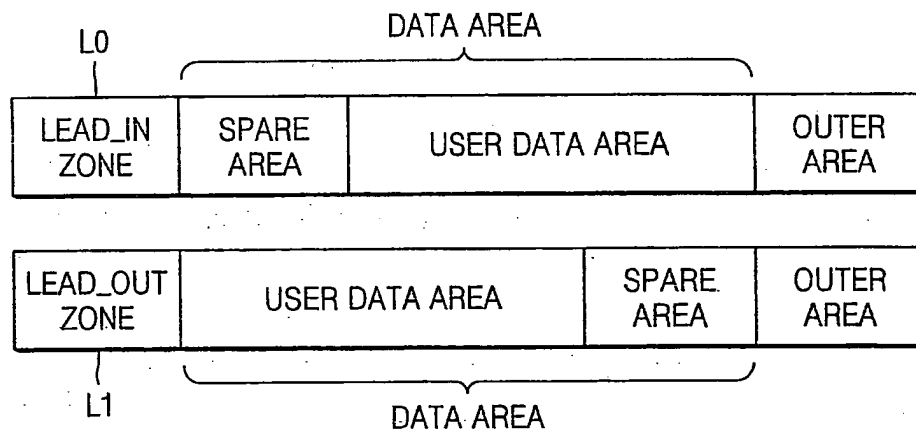 DATA AREA
L0
LEAD_IN
ZONE
SPARE
AREA
USER DATA AREA
OUTER
AREA
LEAD_OUT
ZONE
USER DATA AREA
SPARE
AREA
OUTER
AREA
L1
DATA AREA